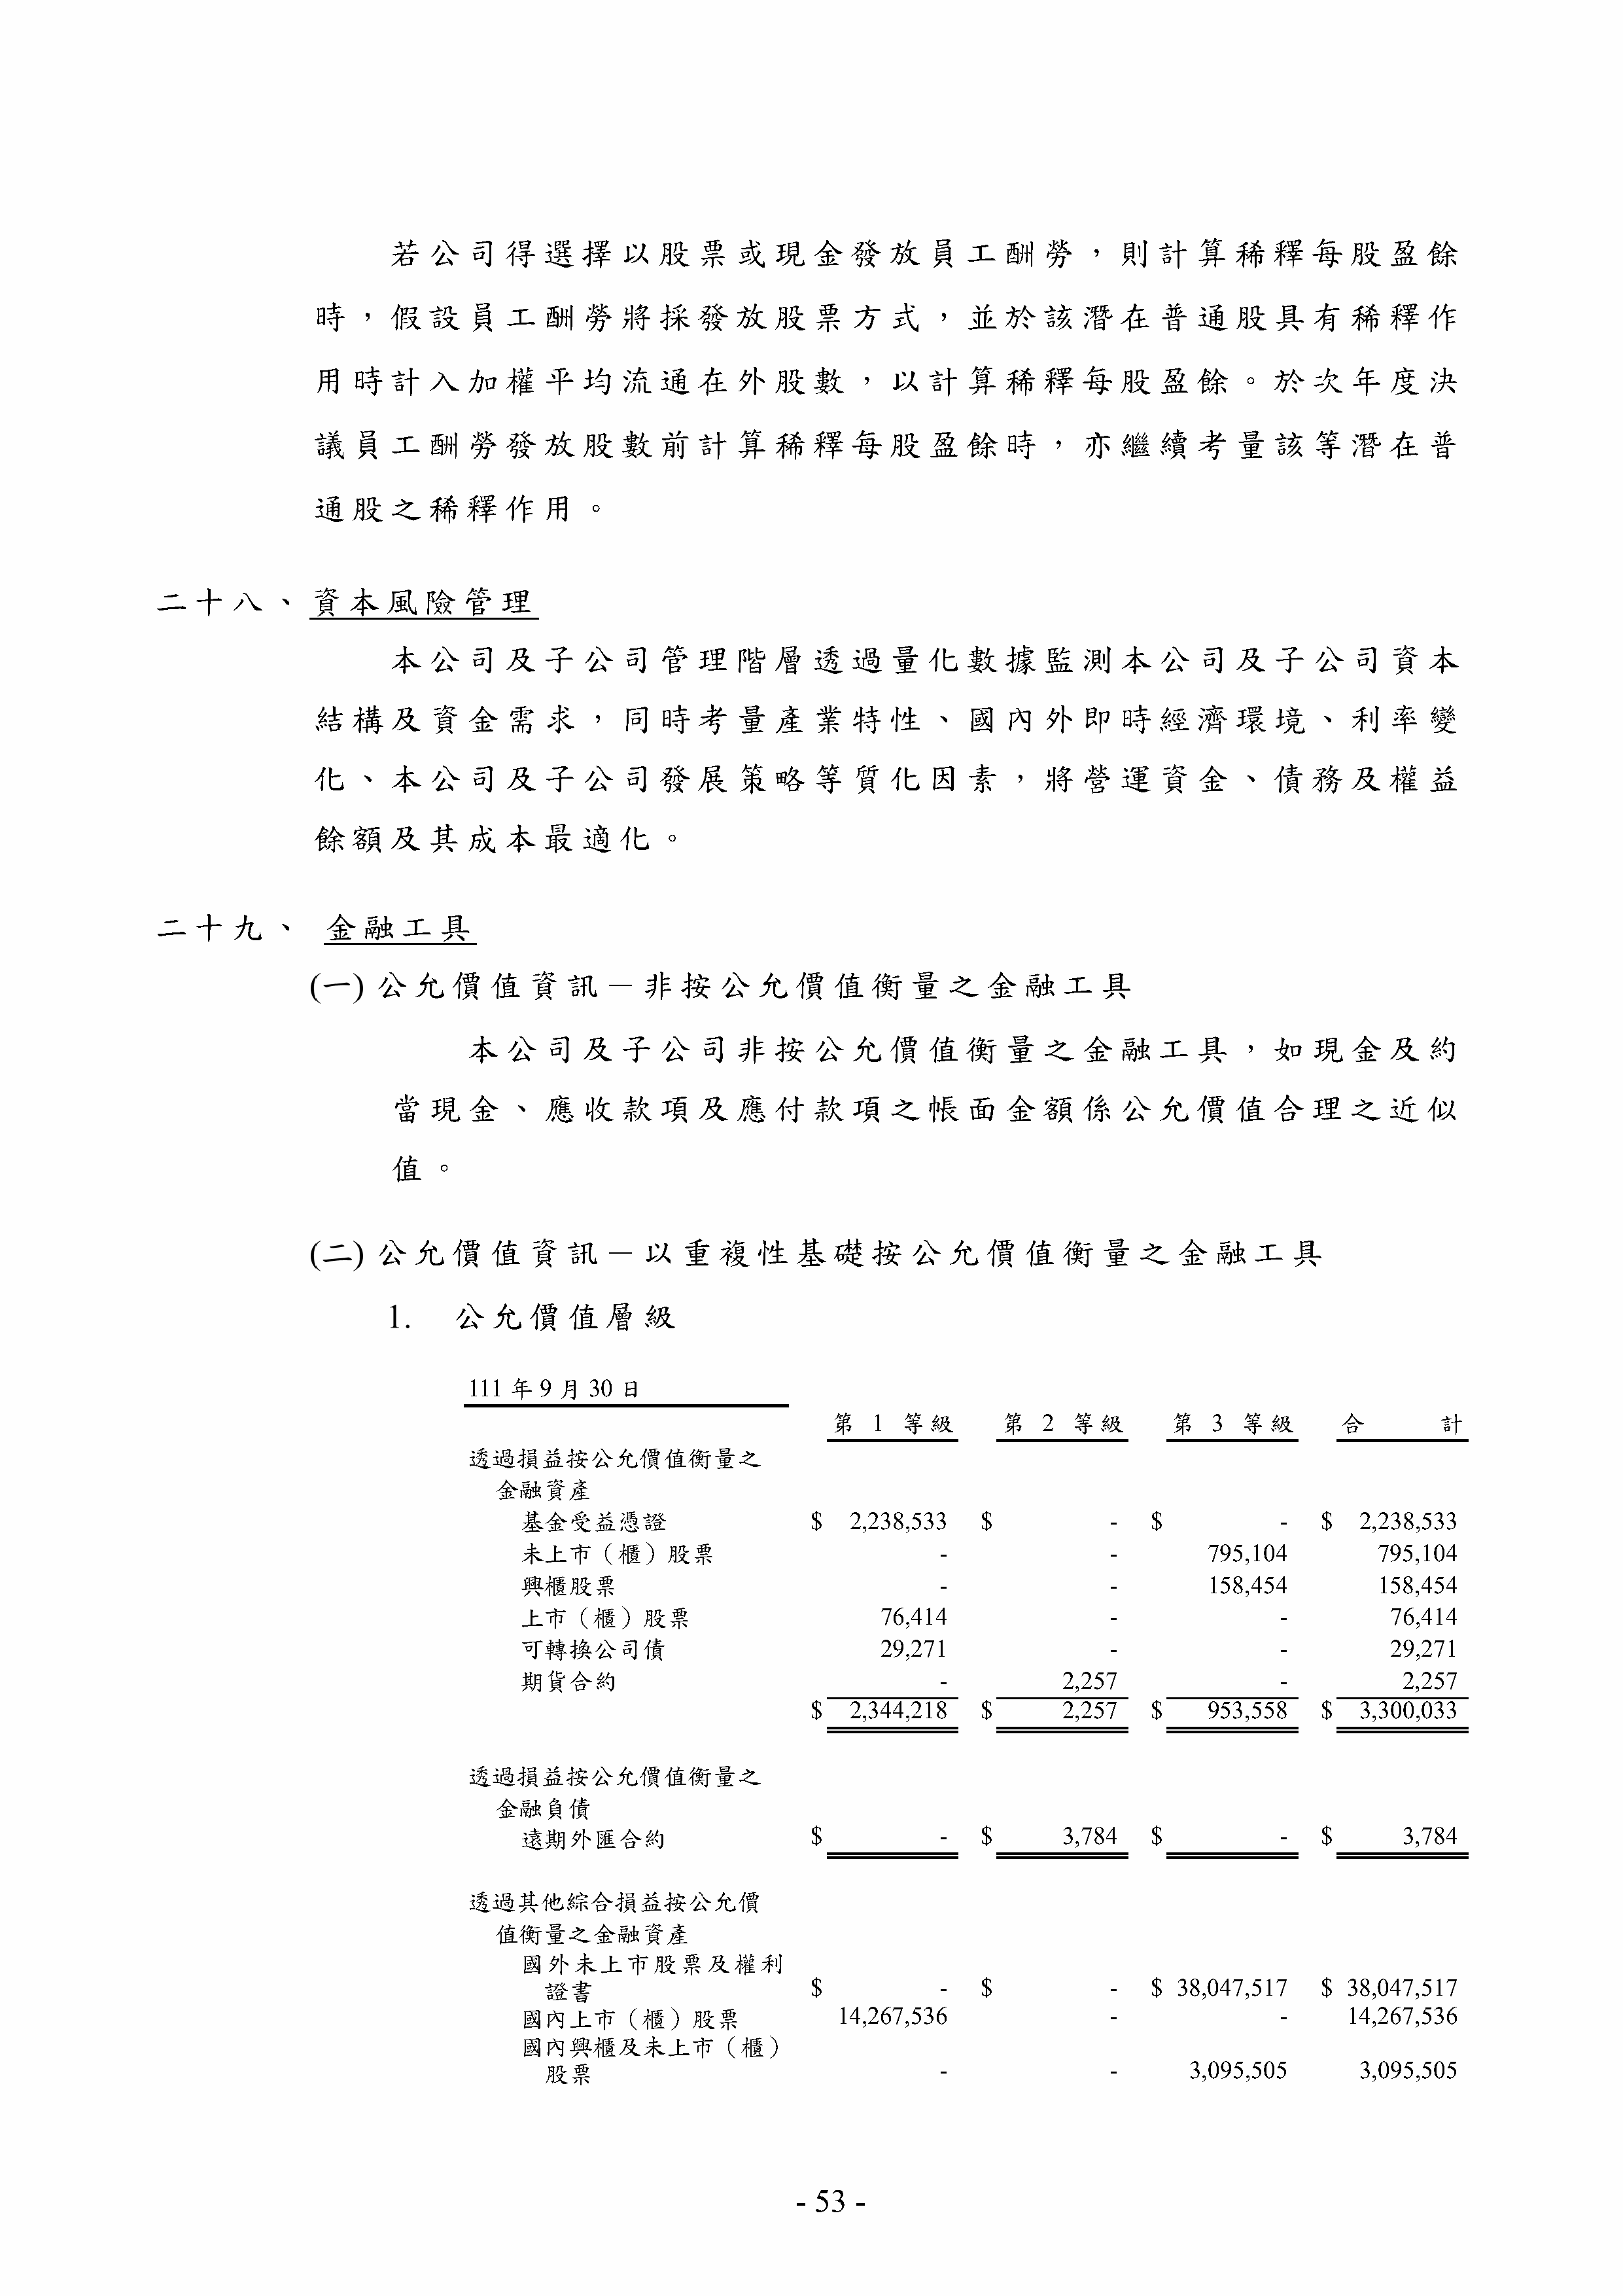 若公司得選擇以股票或現金發放員工酬勞，則計算稀釋每股盈餘
時，假設員工酬勞將採發放股票方式，並於該潛在普通股具有稀釋作
用時計入加權平均流通在外股數，以計算稀釋每股盈餘。於次年度決
議員工酬勞發放股數前計算稀釋每股盈餘時，亦繼續考量該等潛在普
通股之稀釋作用。
二十八、資本風險管理
本公司及子公司管理階層透過量化數據監測本公司及子公司資本
結構及資金需求，同時考量產業特性、國內外即時經濟環境、利率變
化、本公司及子公司發展策略等質化因素，將營運資金、債務及權益
餘額及其成本最適化。
二十九、 金融工具
(一) 公允價值資訊－非按公允價值衡量之金融工具
本公司及子公司非按公允價值衡量之金融工具，如現金及約
當現金、應收款項及應付款項之帳面金額係公允價值合理之近似
值。
(二) 公允價值資訊－以重複性基礎按公允價值衡量之金融工具
1. 公允價值層級
111 年 9 月 30 日
第 1 等級 第 2 等級 第 3 等級 合 計
透過損益按公允價值衡量之
金融資產
基金受益憑證 $ 2,238,533 $ - $ - $ 2,238,533
未上市（櫃）股票 - - 795,104 795,104
興櫃股票 - - 158,454 158,454
上市（櫃）股票 76,414 - - 76,414
可轉換公司債 29,271 - - 29,271
期貨合約 - 2,257 - 2,257
$ 2,344,218 $ 2,257 $ 953,558 $ 3,300,033
透過損益按公允價值衡量之
金融負債
遠期外匯合約 $ - $ 3,784 $ - $ 3,784
透過其他綜合損益按公允價
值衡量之金融資產
國外未上市股票及權利
證書 $ - $ - $ 38,047,517 $ 38,047,517
國內上市（櫃）股票 14,267,536 - - 14,267,536
國內興櫃及未上市（櫃）
股票 - - 3,095,505 3,095,505
- 53 -